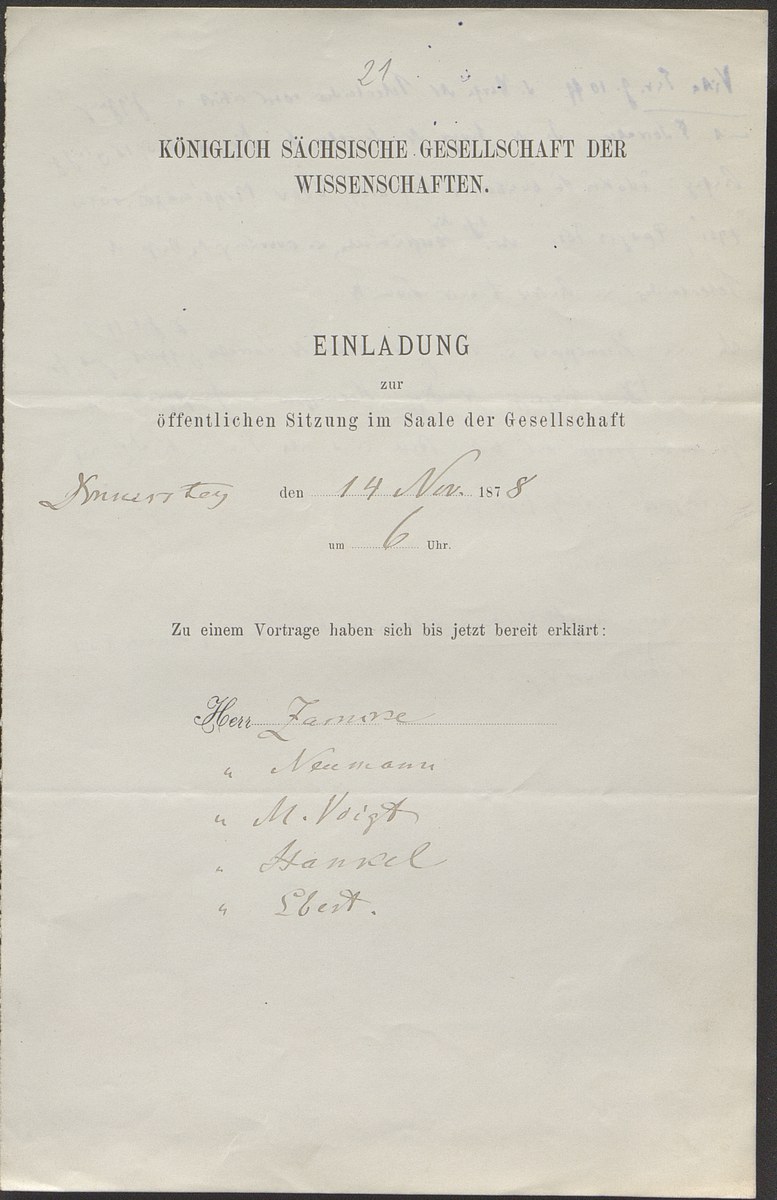 21
KÖNIGLICH SÄCHSISCHE GESELLSCHAFT DER
WISSENSCHAFTEN.
EINLADUNG
zur
öffentlichen Sitzung im Saale der Gesellschaft
Donnerstag den 14 Nov. 1878
um 6 Uhr.
Zu einem Vortrage haben sich bis jetzt bereit erklärt:
Herr Zarncke
" Neumann
" M. Voigt
" Hankel
" Ebert.